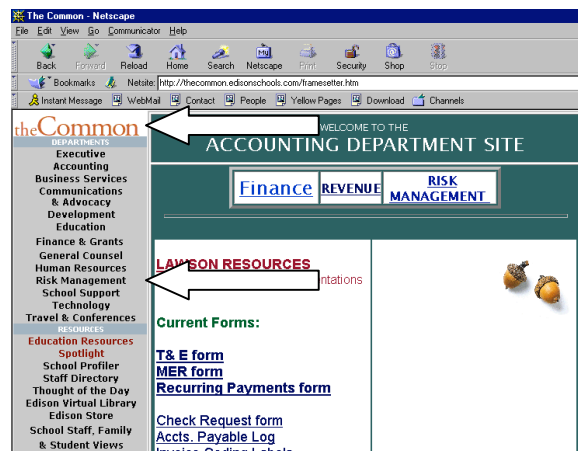 The Common - Netscape
File Edit View Go Communicator Help
Back Forward Reload Home Search Netscape Print Security Shop Stop
Bookmarks Netsite: http://thecommon.edisonschools.com/framesetter.htm
Instant Message WebMail Contact People Yellow Pages Download Channels
theCommon
DEPARTMENTS
Executive
Accounting
Business Services
Communications
& Advocacy
Development
Education
Finance & Grants
General Counsel
Human Resources
Risk Management
School Support
Technology
Travel & Conferences
RESOURCES
Education Resources
Spotlight
School Profiler
Staff Directory
Thought of the Day
Edison Virtual Library
Edison Store
School Staff, Family
& Student Views
WELCOME TO THE
ACCOUNTING DEPARTMENT SITE
Finance REVENUE RISK
MANAGEMENT
LAWSON RESOURCES
ntations
Current Forms:
T& E form
MER form
Recurring Payments form
Check Request form
Accts. Payable Log
Invoice Coding Labels